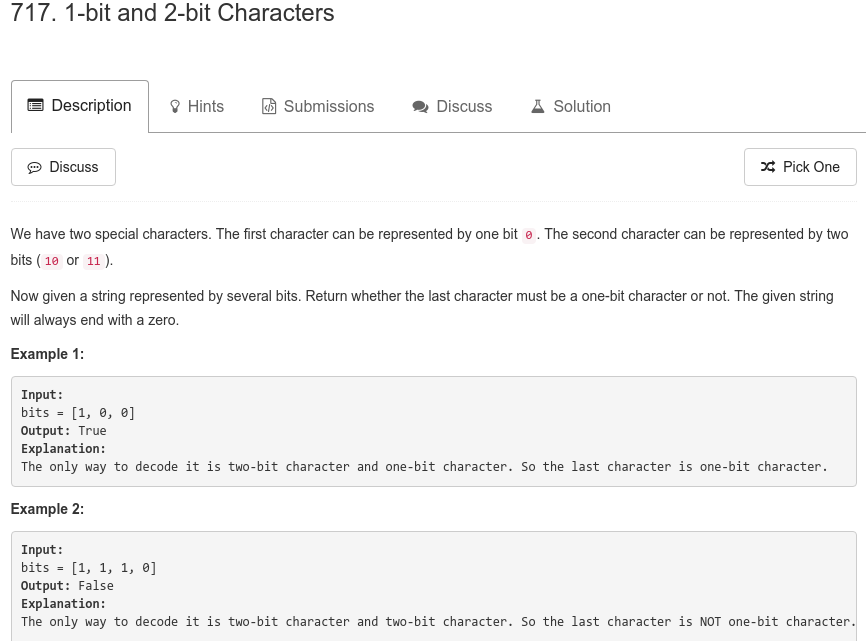 717. 1-bit and 2-bit Characters
Description
Hints
Submissions
Discuss
Solution
Discuss
Pick One
We have two special characters. The first character can be represented by one bit 0 . The second character can be represented by two
bits ( 10 or 11 ).
Now given a string represented by several bits. Return whether the last character must be a one-bit character or not. The given string
will always end with a zero.
Example 1:
Input:
bits = [1, 0, 0]
Output: True
Explanation:
The only way to decode it is two-bit character and one-bit character. So the last character is one-bit character.
Example 2:
Input:
bits = [1, 1, 1, 0]
Output: False
Explanation:
The only way to decode it is two-bit character and two-bit character. So the last character is NOT one-bit character.